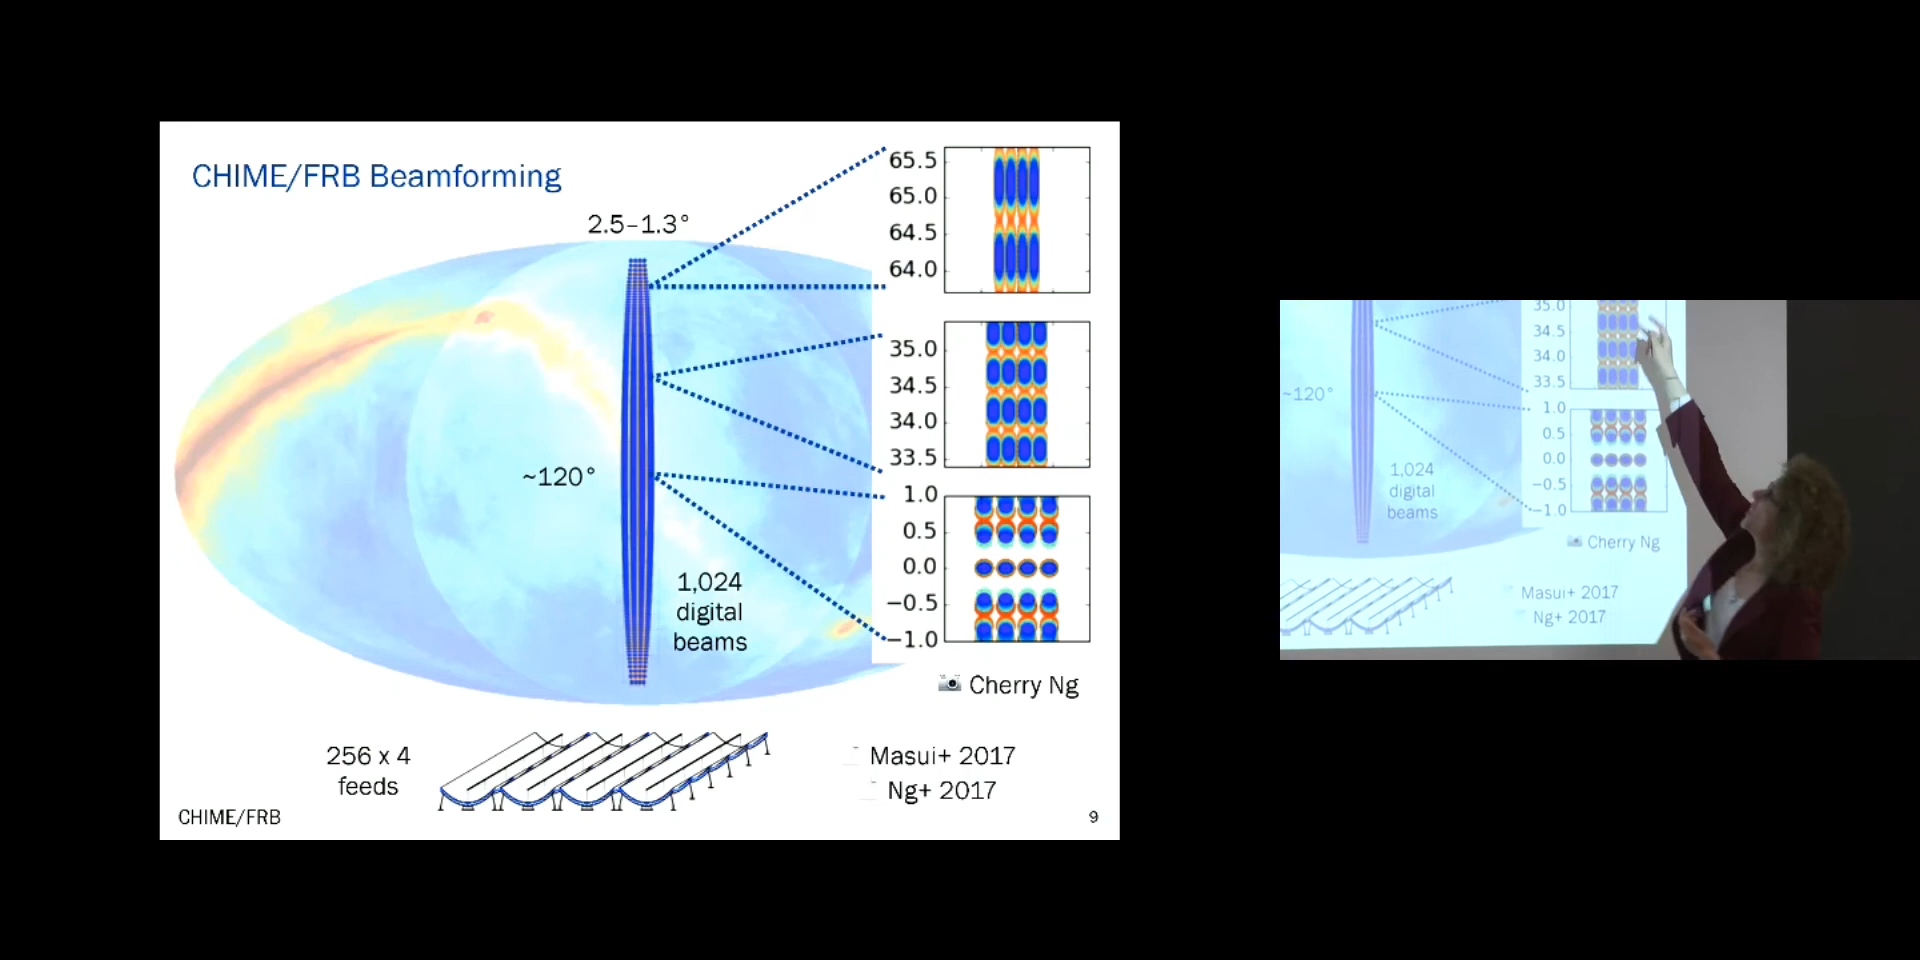 CHIME/FRB Beamforming
2.5–1.3°
~120°
1,024
digital
beams
65.5
65.0
64.5
64.0
35.0
34.5
34.0
33.5
1.0
0.5
0.0
−0.5
−1.0
Cherry Ng
256 x 4
feeds
Masui+ 2017
Ng+ 2017
CHIME/FRB
9
35.0
34.5
34.0
33.5
~120°
1.0
0.5
0.0
−0.5
−1.0
1,024
digital
beams
Cherry Ng
Masui+ 2017
Ng+ 2017